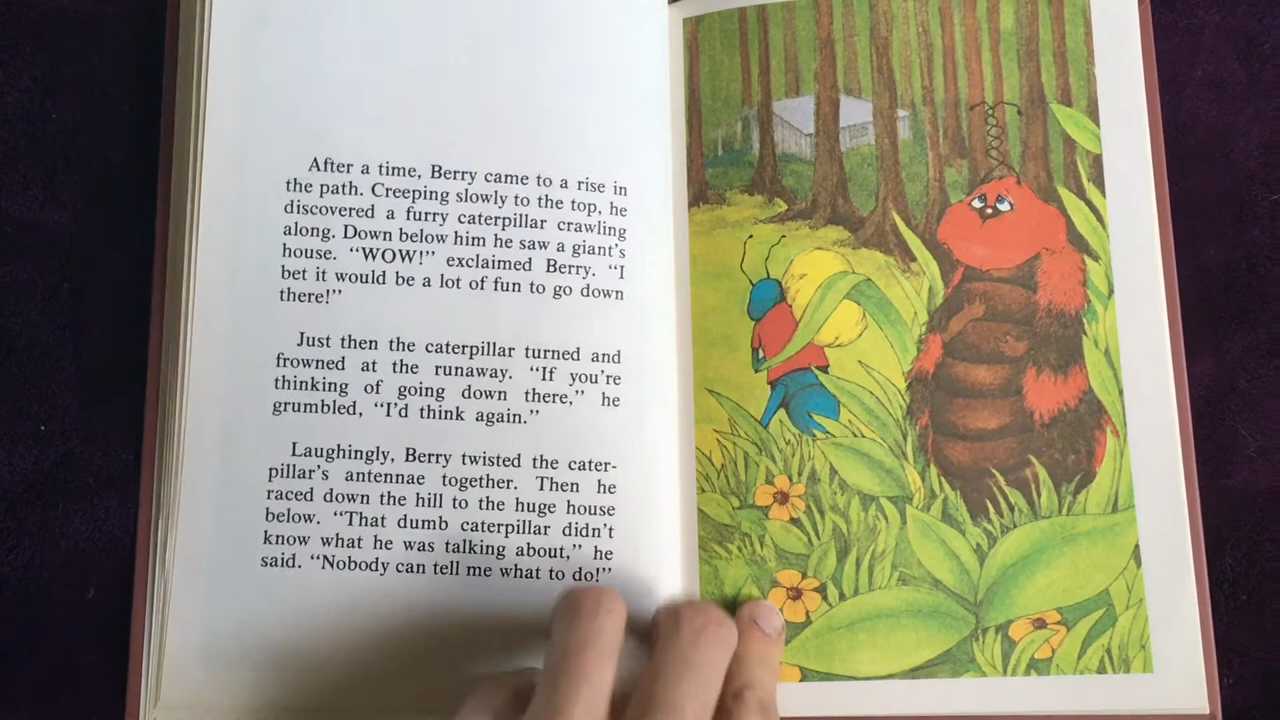 After a time, Berry came to a rise in
the path. Creeping slowly to the top, he
discovered a furry caterpillar crawling
along. Down below him he saw a giant's
house. “WOW!” exclaimed Berry. “I
bet it would be a lot of fun to go down
there!”
Just then the caterpillar turned and
frowned at the runaway. “If you're
thinking of going down there,” he
grumbled, “I'd think again.”
Laughingly, Berry twisted the cater-
pillar's antennae together. Then he
raced down the hill to the huge house
below. “That dumb caterpillar didn't
know what he was talking about,” he
said. “Nobody can tell me what to do!”